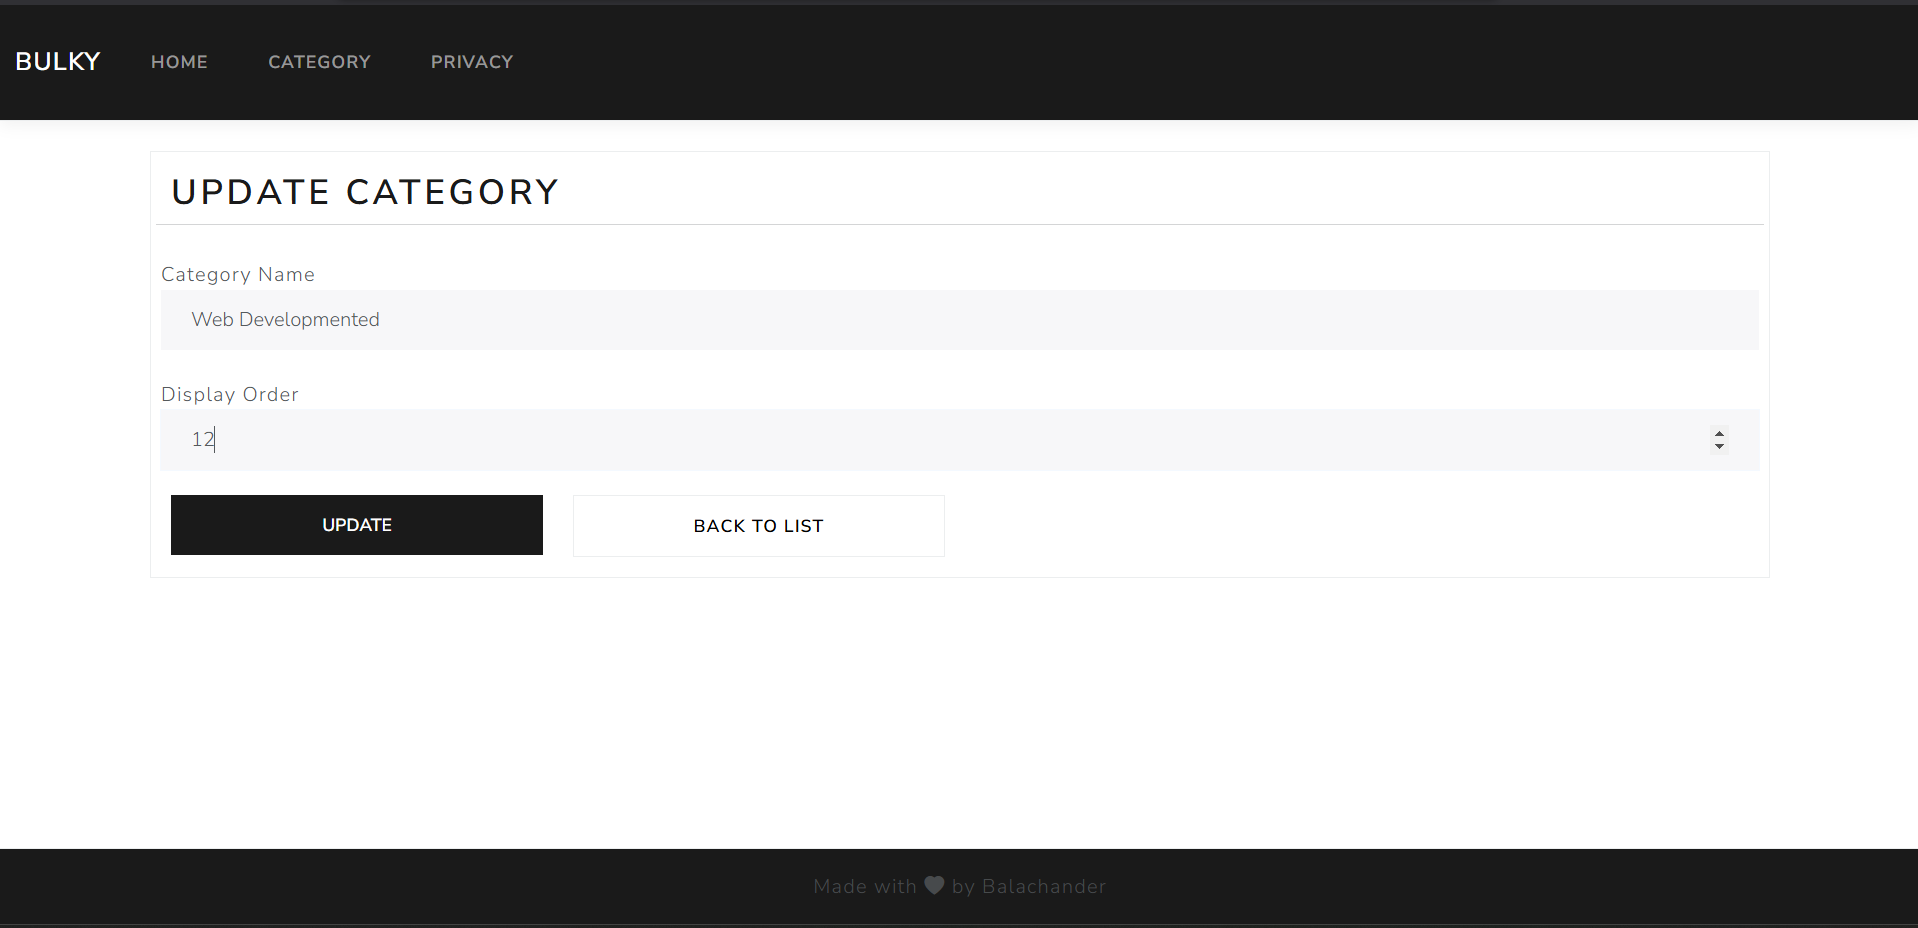 BULKY HOME CATEGORY PRIVACY
UPDATE CATEGORY
Category Name
Web Developmented
Display Order
12
UPDATE BACK TO LIST
Made with 🖤 by Balachander